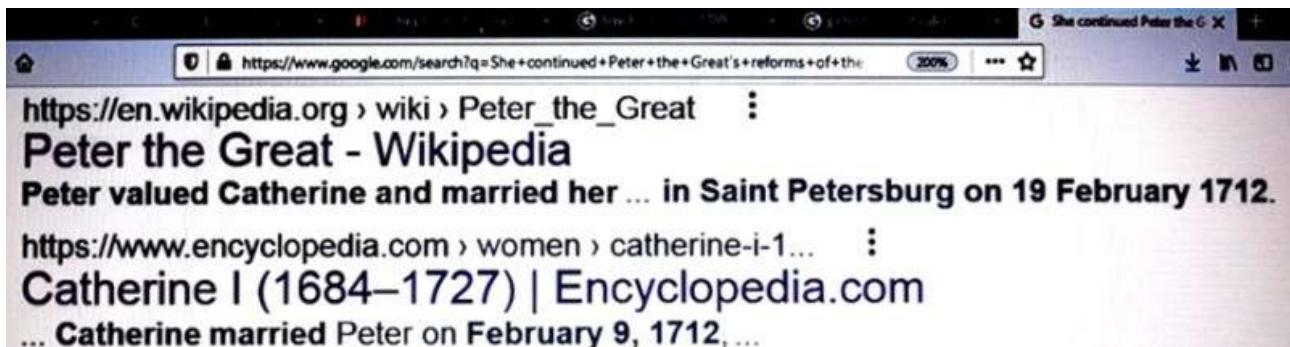 G She continued Peter the G X +
https://www.google.com/search?q=She+continued+Peter+the+Great's+reforms+of+the 200% ...
https://en.wikipedia.org › wiki › Peter_the_Great
Peter the Great - Wikipedia
Peter valued Catherine and married her ... in Saint Petersburg on 19 February 1712.
https://www.encyclopedia.com › women › catherine-i-1...
Catherine I (1684–1727) | Encyclopedia.com
... Catherine married Peter on February 9, 1712, ...